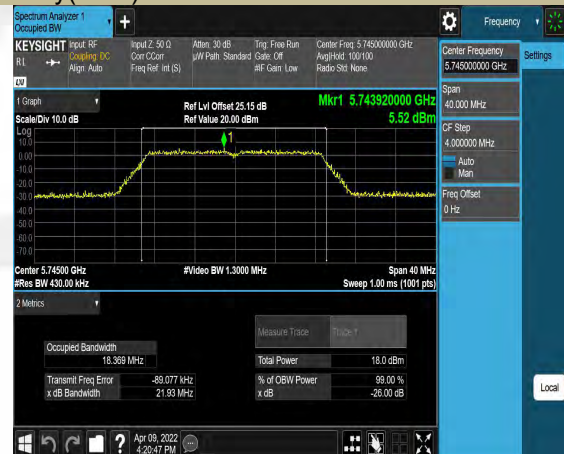 Spectrum Analyzer 1
Occupied BW
Frequency
KEYSIGHT
Input: RF
Coupling: DC
Align: Auto
Input Z: 50 Ω
Corr CCorr
Freq Ref: Int (S)
Atten: 30 dB
µW Path: Standard
Trig: Free Run
Gate: Off
#IF Gain: Low
Center Freq: 5.745000000 GHz
Avg|Hold: 100/100
Radio Std: None
R L
LXI
Center Frequency
5.745000000 GHz
Settings
Span
40.000 MHz
CF Step
4.000000 MHz
Auto
Man
Freq Offset
0 Hz
1 Graph
Scale/Div 10.0 dB
Ref Lvl Offset 25.15 dB
Ref Value 20.00 dBm
Mkr1 5.743920000 GHz
5.52 dBm
Log
10.0
0.00
-10.0
-20.0
-30.0
-40.0
-50.0
-60.0
-70.0
1
Center 5.74500 GHz
#Video BW 1.3000 MHz
Span 40 MHz
#Res BW 430.00 kHz
Sweep 1.00 ms (1001 pts)
2 Metrics
Measure Trace
Trace 1
Occupied Bandwidth
18.369 MHz
Total Power
18.0 dBm
Transmit Freq Error
-89.077 kHz
% of OBW Power
99.00 %
x dB Bandwidth
21.93 MHz
x dB
-26.00 dB
Local
Apr 09, 2022
4:20:47 PM